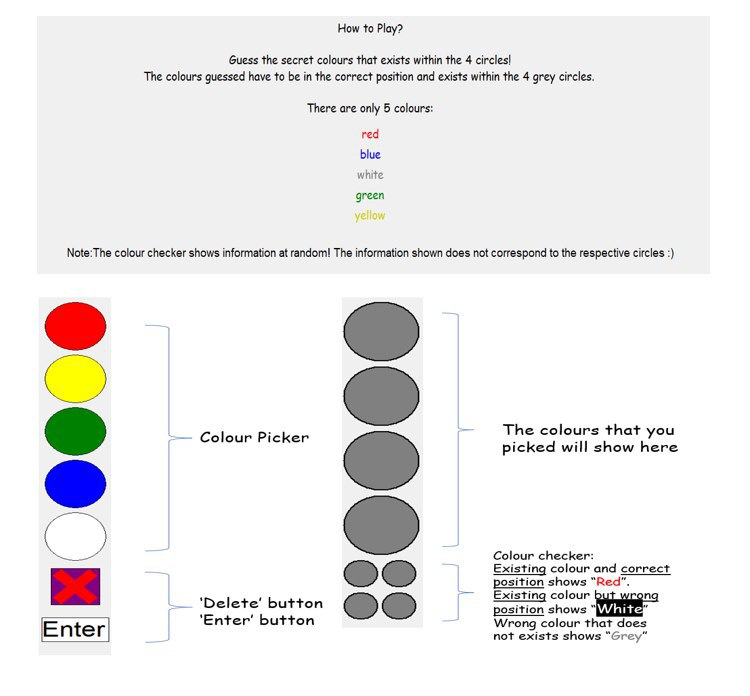 How to Play?
Guess the secret colours that exists within the 4 circles!
The colours guessed have to be in the correct position and exists within the 4 grey circles.
There are only 5 colours:
red
blue
white
green
yellow
Note:The colour checker shows information at random! The information shown does not correspond to the respective circles :)
Colour Picker
‘Delete’ button
‘Enter’ button
Enter
The colours that you
picked will show here
Colour checker:
Existing colour and correct
position shows “Red”.
Existing colour but wrong
position shows “White”
Wrong colour that does
not exists shows “Grey”